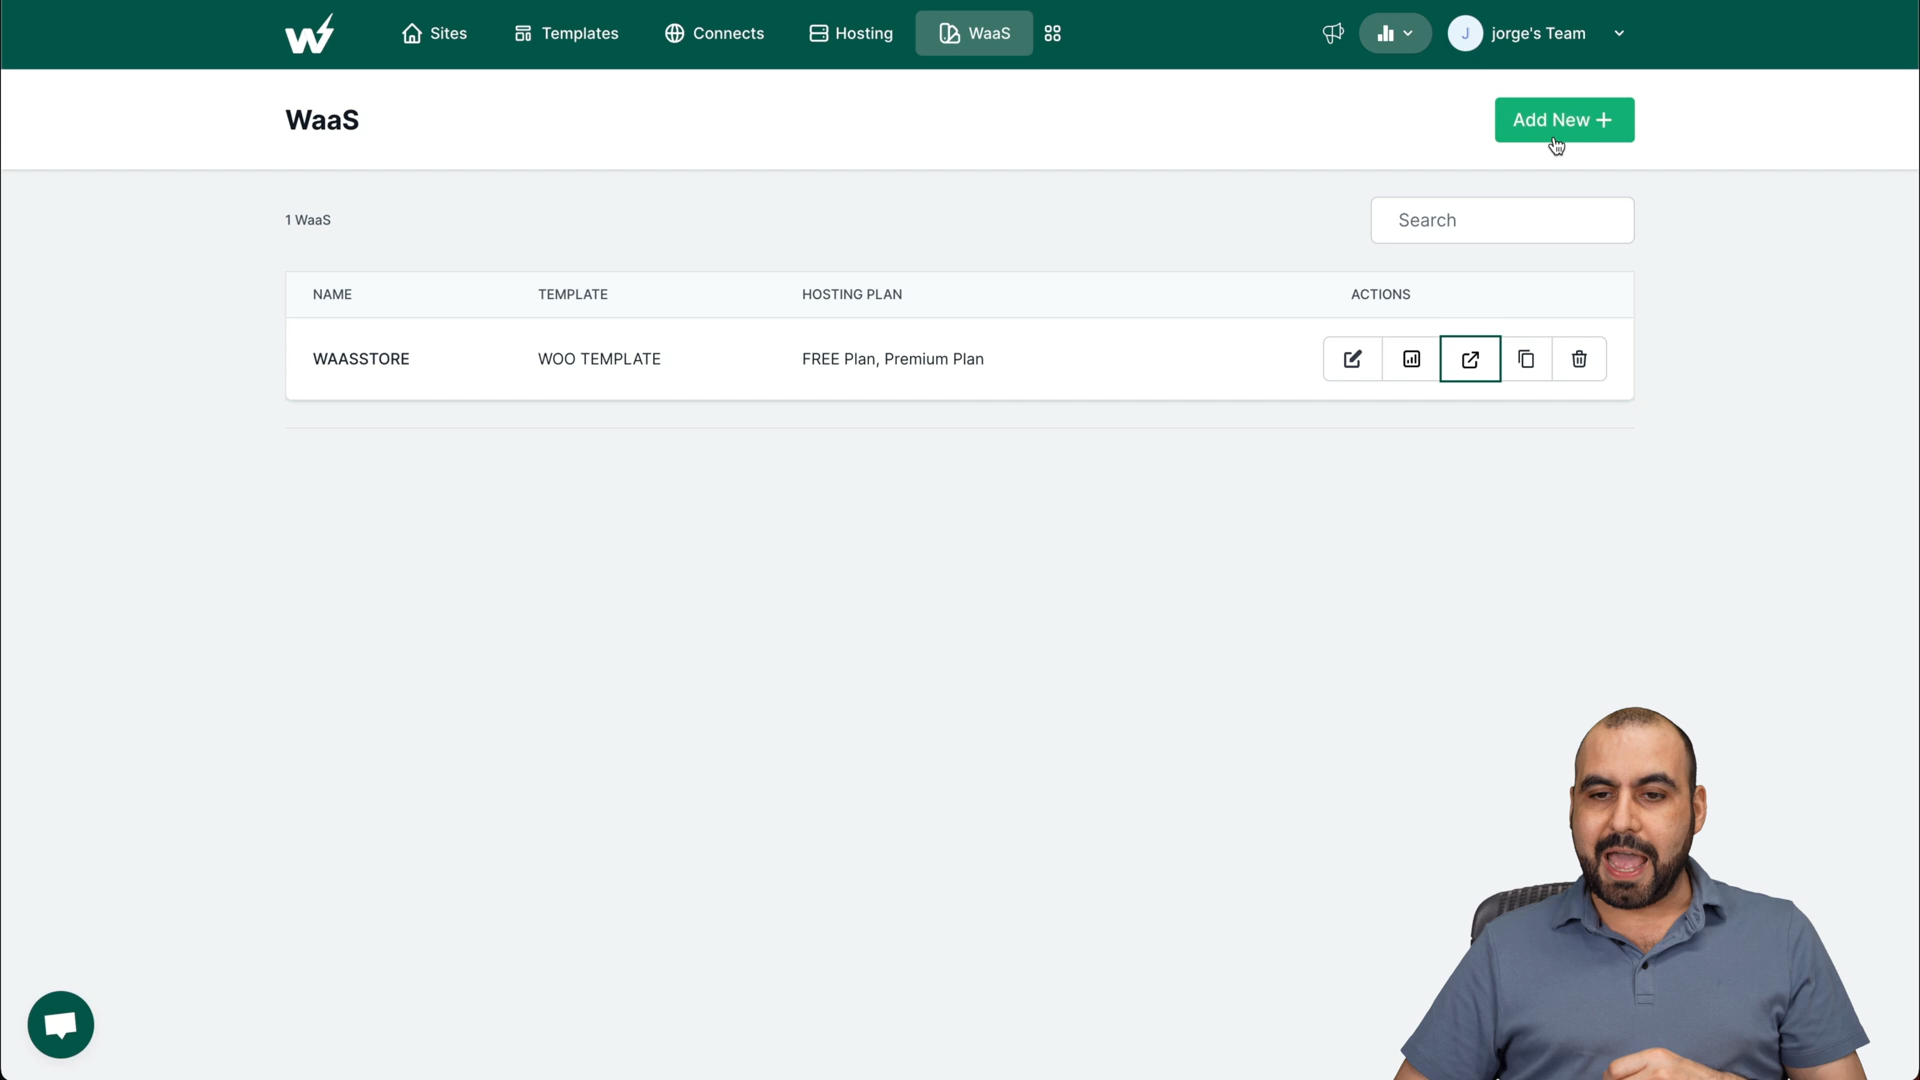 Sites
Templates
Connects
Hosting
WaaS
J
jorge's Team
WaaS
Add New +
1 WaaS
Search
NAME
TEMPLATE
HOSTING PLAN
ACTIONS
WAASSTORE
WOO TEMPLATE
FREE Plan, Premium Plan